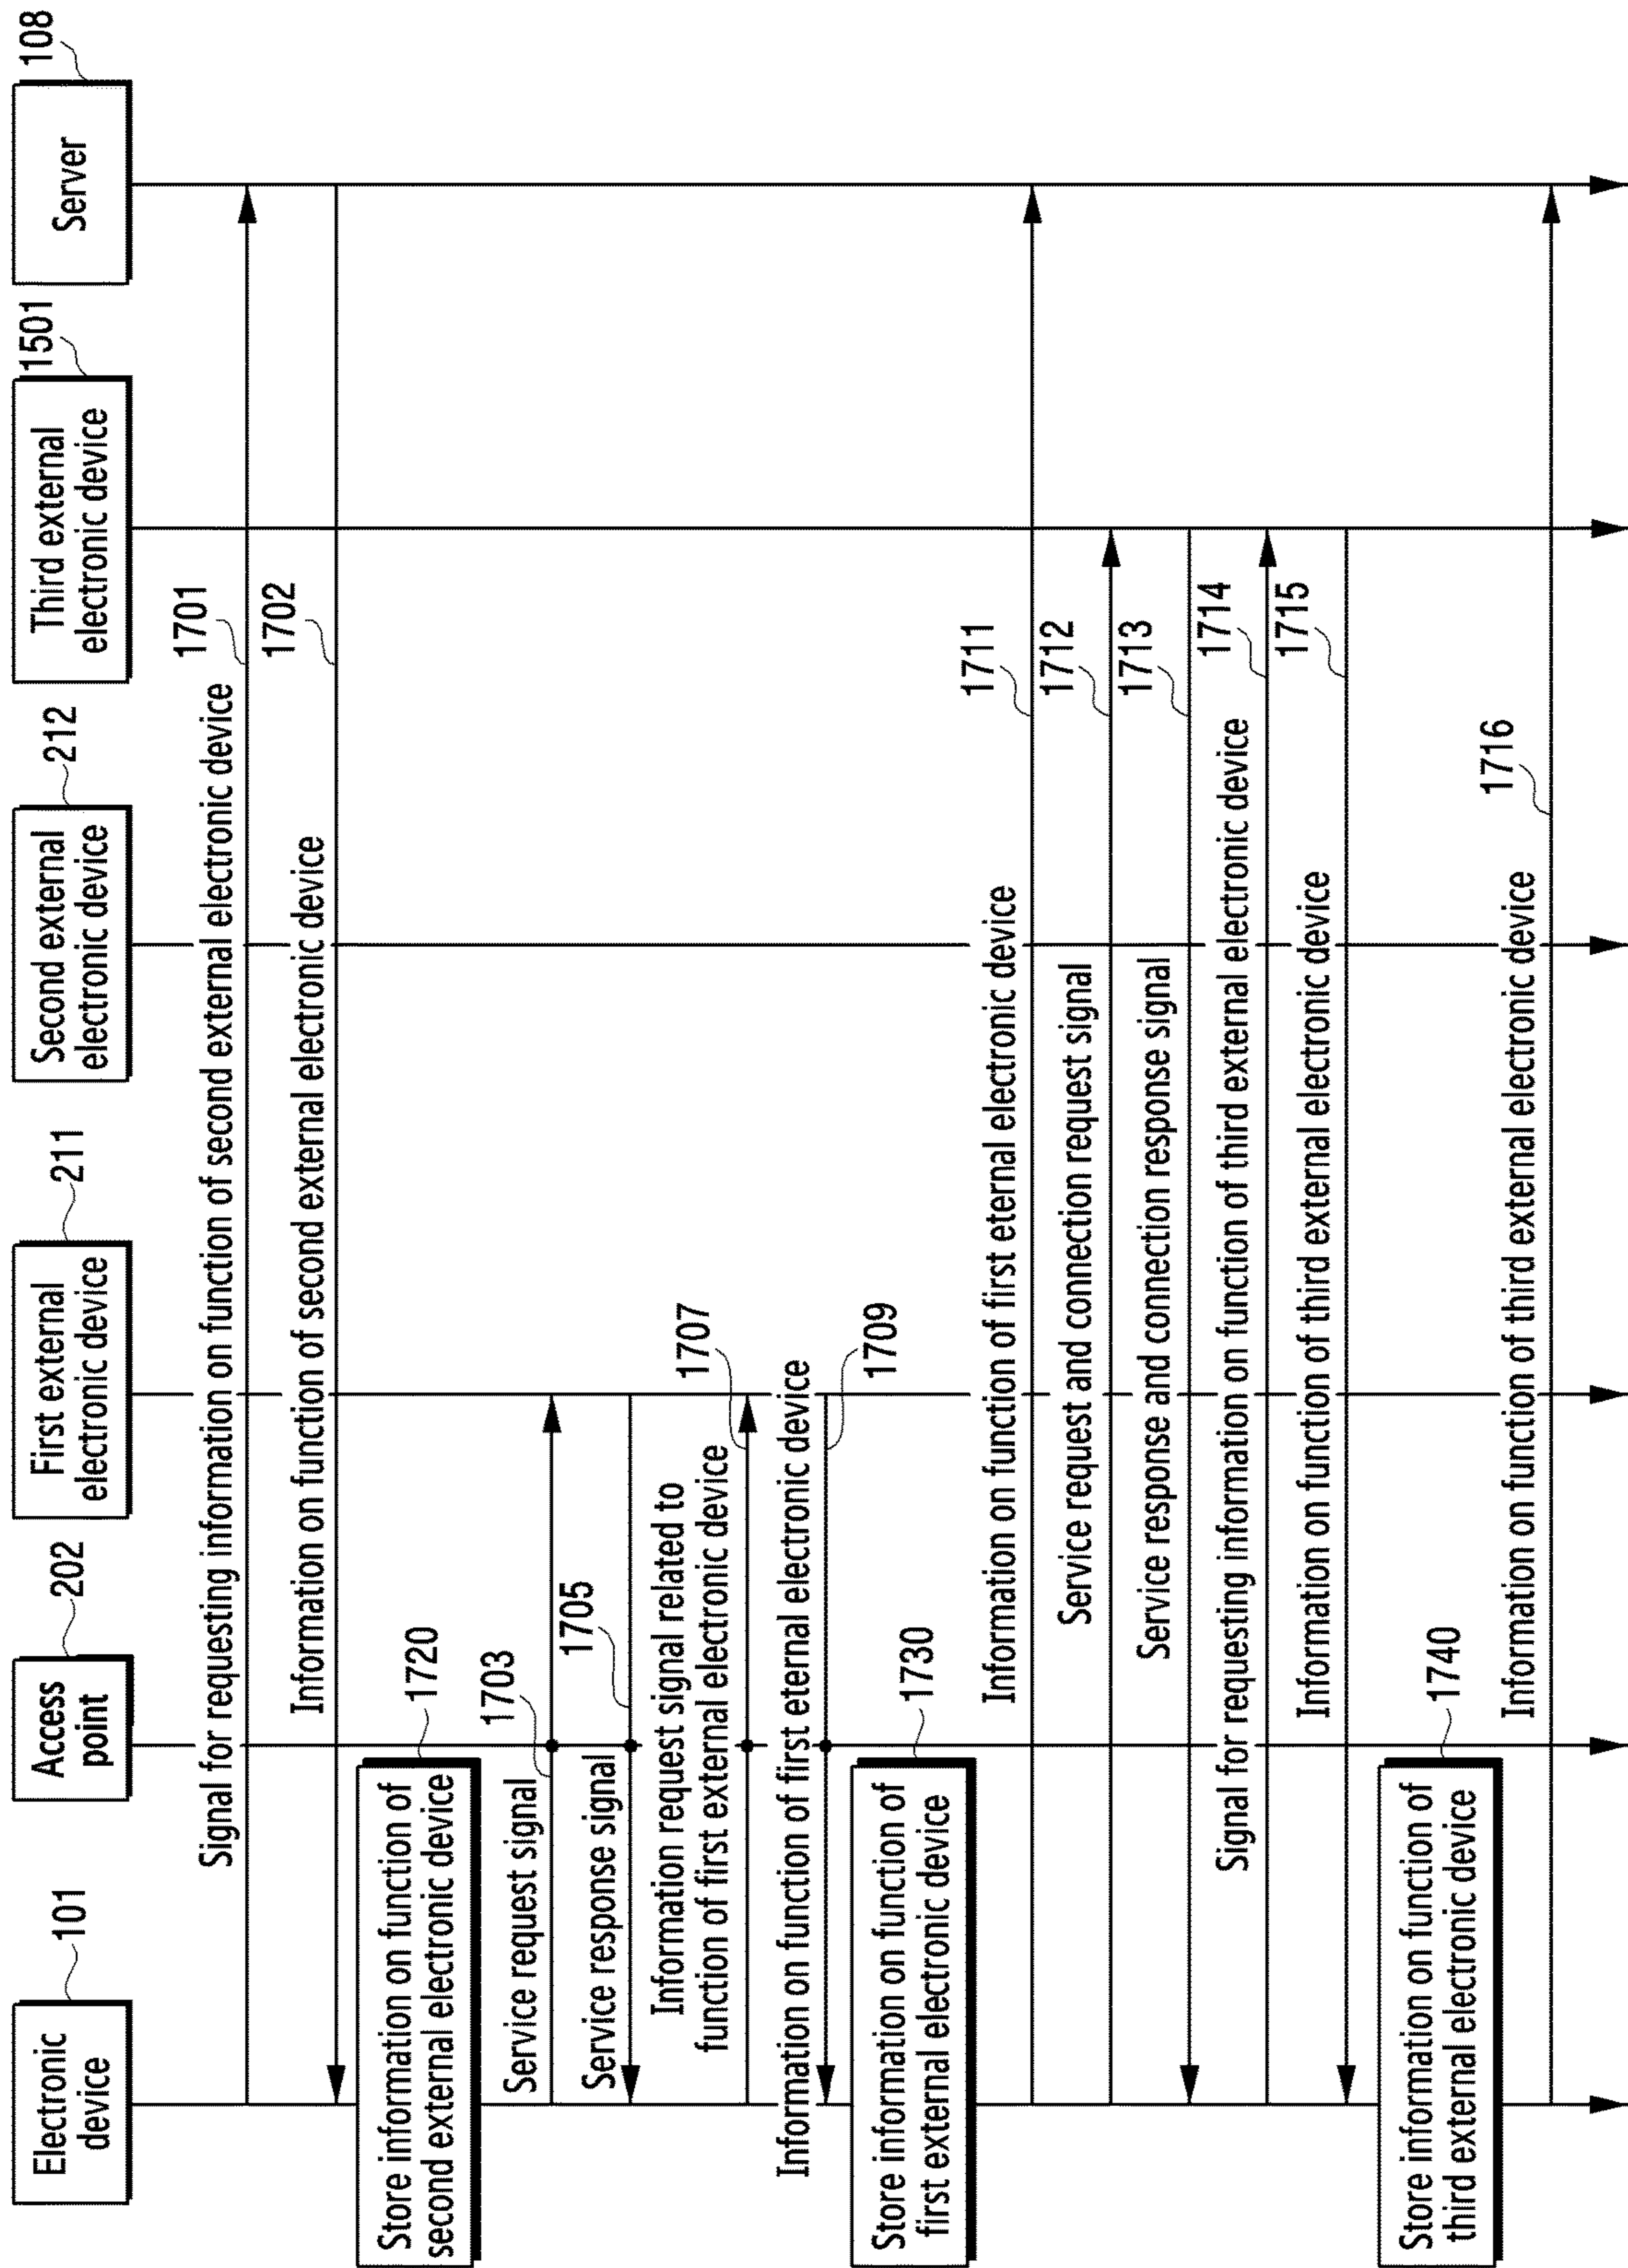 Electronic
device
101
Access
point
202
First external
electronic device
211
Second external
electronic device
212
Third external
electronic device
1501
Server
108
Signal for requesting information on function of second external electronic device
1701
Information on function of second external electronic device
1702
Store information on function of
second external electronic device
1720
Service request signal
1703
Service response signal
1705
Information request signal related to
function of first external electronic device
1707
Information on function of first eternal electronic device
1709
Store information on function of
first external electronic device
1730
Information on function of first eternal electronic device
1711
Service request and connection request signal
1712
Service response and connection response signal
1713
Signal for requesting information on function of third external electronic device
1714
Information on function of third external electronic device
1715
Store information on function of
third external electronic device
1740
Information on function of third external electronic device
1716